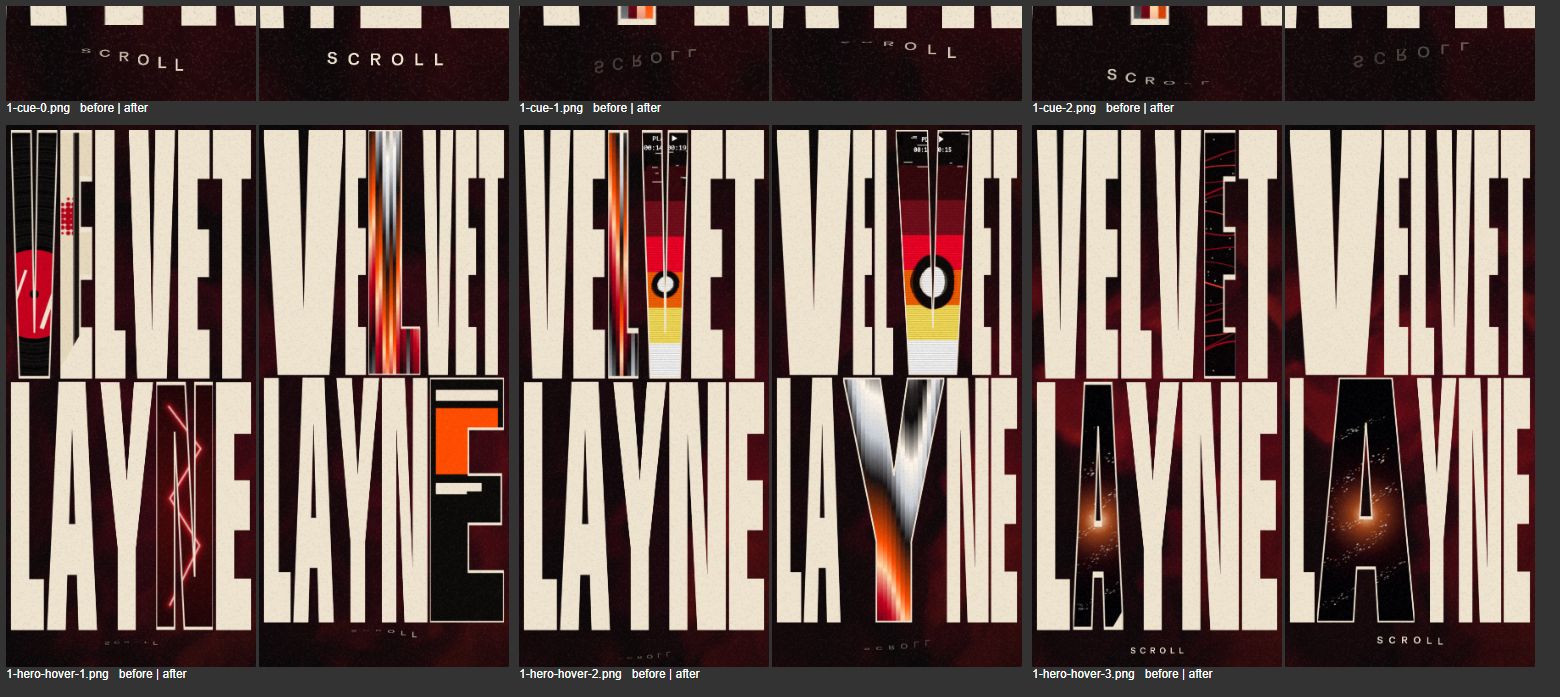 SCROLL SCROLL SCROLL ROLL SCRO SCROLL
1-cue-0.png before | after
1-cue-1.png before | after
1-cue-2.png before | after
VELVET VELVET VELVET VELVET VELVET VELVET
LAYNE LAYNE LAYNE LAYNE LAYNE LAYNE
SCROLL SCROLL
1-hero-hover-1.png before | after
1-hero-hover-2.png before | after
1-hero-hover-3.png before | after